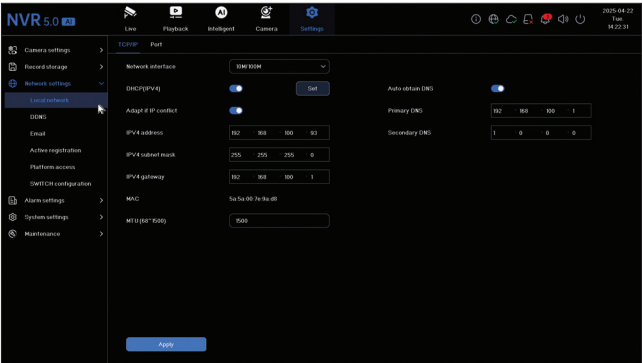 NVR 5.0 AI
Live
Playback
AI
Intelligent
Camera
Settings
2025-04-22
Tue.
14:22:31
Camera settings
Record storage
Network settings
Local network
DDNS
Email
Active registration
Platform access
SWITCH configuration
Alarm settings
System settings
Maintenance
TCP/IP Port
Network interface 10M/100M
DHCP(IPV4) Set Auto obtain DNS
Adapt if IP conflict Primary DNS 192 · 168 · 100 · 1
IPV4 address 192 · 168 · 100 · 93 Secondary DNS 1 · 0 · 0 · 0
IPV4 subnet mask 255 · 255 · 255 · 0
IPV4 gateway 192 · 168 · 100 · 1
MAC 5a:5a:00:7e:9a:d8
MTU (68~1500) 1500
Apply